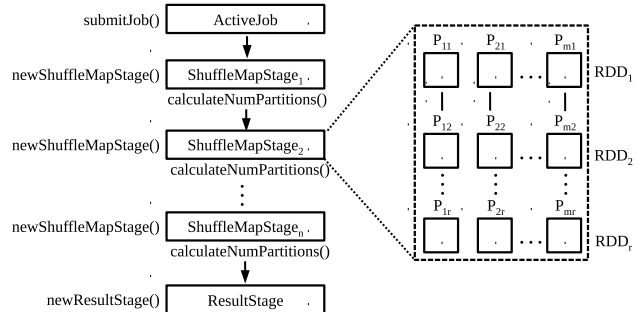 submitJob() ActiveJob
newShuffleMapStage() ShuffleMapStage1
calculateNumPartitions()
newShuffleMapStage() ShuffleMapStage2
calculateNumPartitions()
newShuffleMapStage() ShuffleMapStagen
calculateNumPartitions()
newResultStage() ResultStage
P11 P21 Pm1
RDD1
P12 P22 Pm2
RDD2
P1r P2r Pmr
RDDr